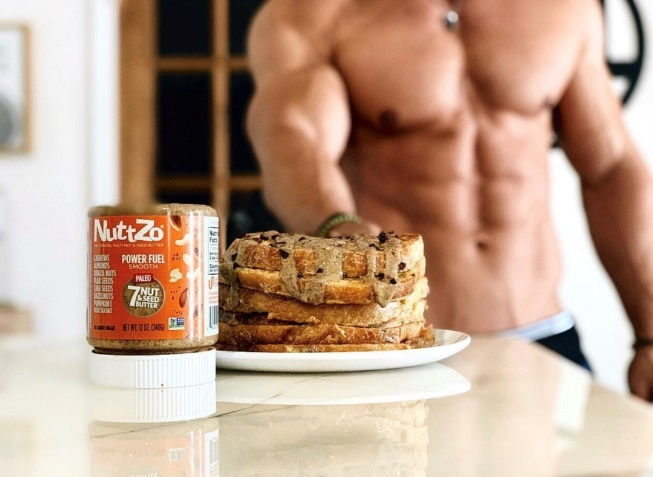 NuttZo
POWER FUEL
SMOOTH
PALEO
7 NUT
& SEED
BUTTER
CASHEWS
ALMONDS
BRAZIL NUTS
FLAX SEEDS
CHIA SEEDS
HAZELNUTS
PUMPKIN
NET WT. 12 OZ. (340G)